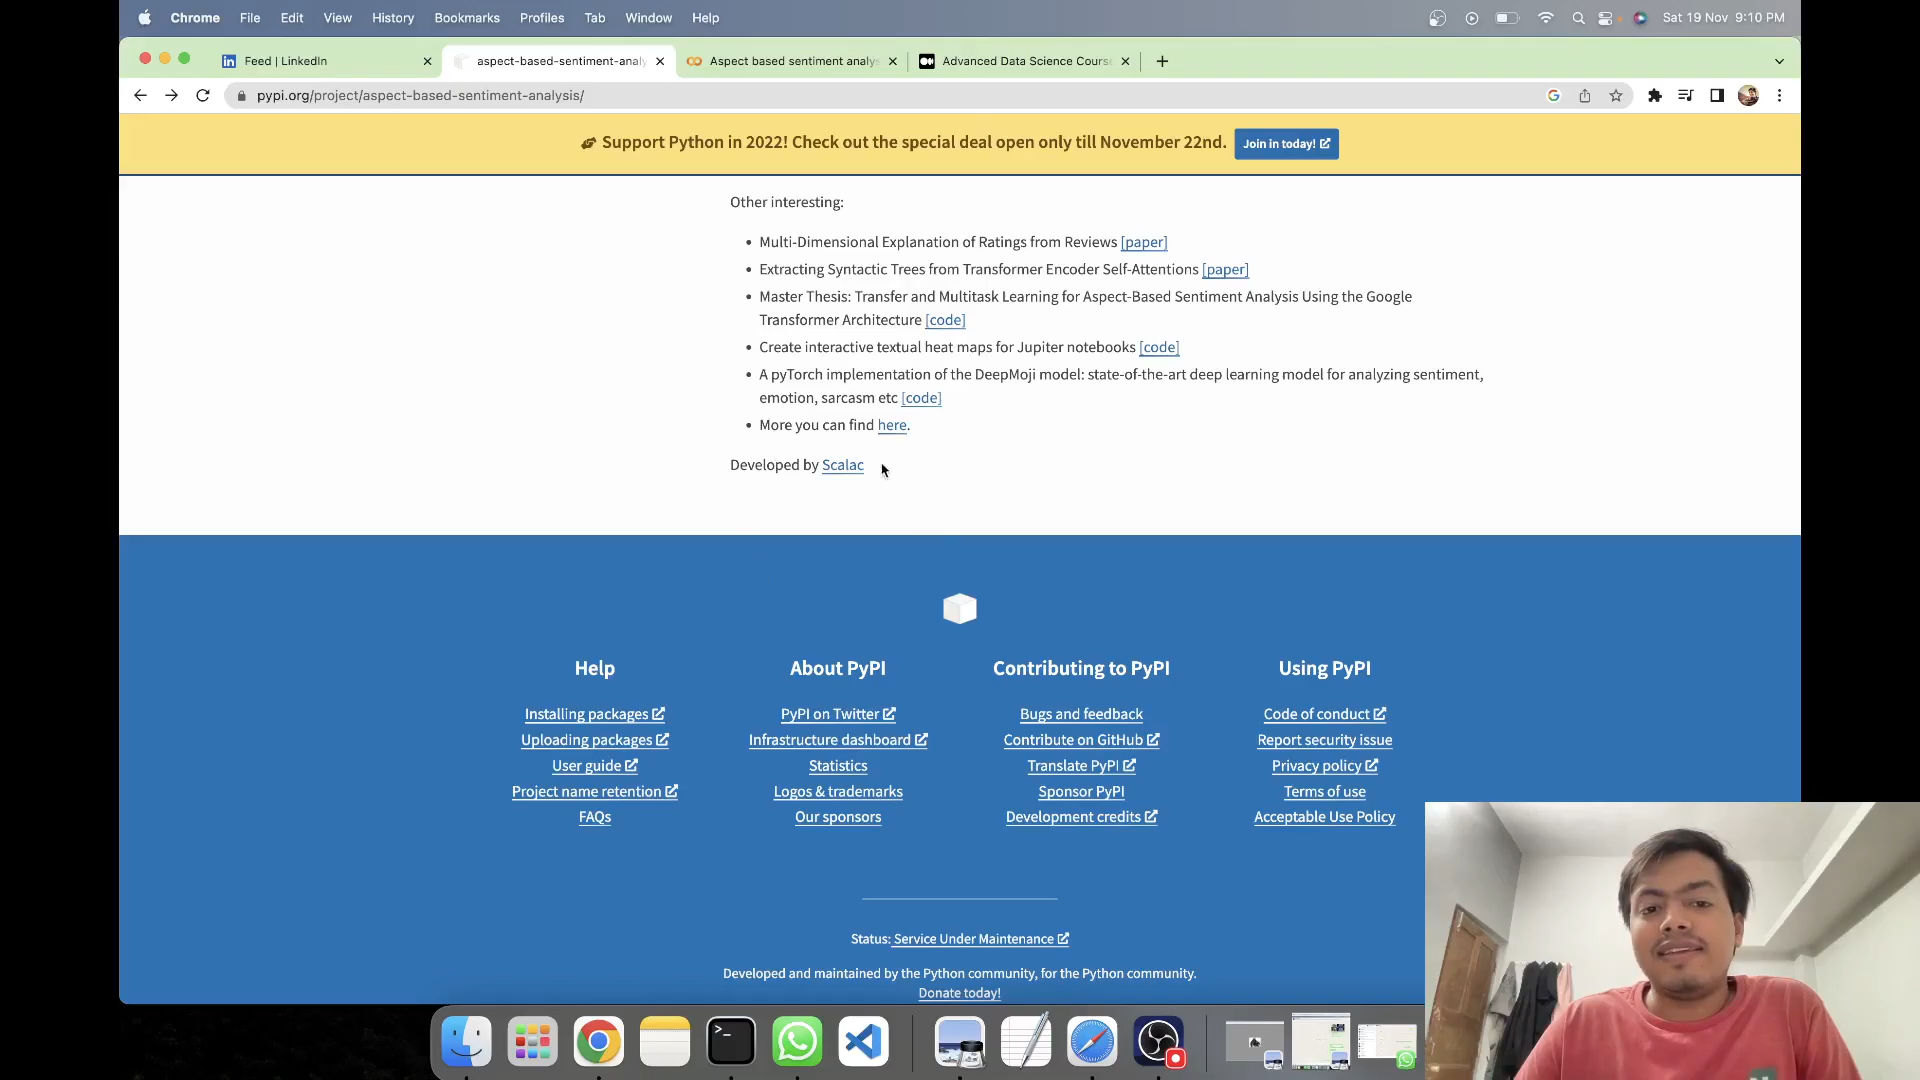 Chrome File Edit View History Bookmarks Profiles Tab Window Help Sat 19 Nov 9:10 PM
Feed | LinkedIn aspect-based-sentiment-analy Aspect based sentiment analys Advanced Data Science Course
pypi.org/project/aspect-based-sentiment-analysis/
Support Python in 2022! Check out the special deal open only till November 22nd. Join in today!
Other interesting:
• Multi-Dimensional Explanation of Ratings from Reviews [paper]
• Extracting Syntactic Trees from Transformer Encoder Self-Attentions [paper]
• Master Thesis: Transfer and Multitask Learning for Aspect-Based Sentiment Analysis Using the Google
Transformer Architecture [code]
• Create interactive textual heat maps for Jupiter notebooks [code]
• A pyTorch implementation of the DeepMoji model: state-of-the-art deep learning model for analyzing sentiment,
emotion, sarcasm etc [code]
• More you can find here.
Developed by Scalac
Help
Installing packages
Uploading packages
User guide
Project name retention
FAQs
About PyPI
PyPI on Twitter
Infrastructure dashboard
Statistics
Logos & trademarks
Our sponsors
Contributing to PyPI
Bugs and feedback
Contribute on GitHub
Translate PyPI
Sponsor PyPI
Development credits
Using PyPI
Code of conduct
Report security issue
Privacy policy
Terms of use
Acceptable Use Policy
Status: Service Under Maintenance
Developed and maintained by the Python community, for the Python community.
Donate today!